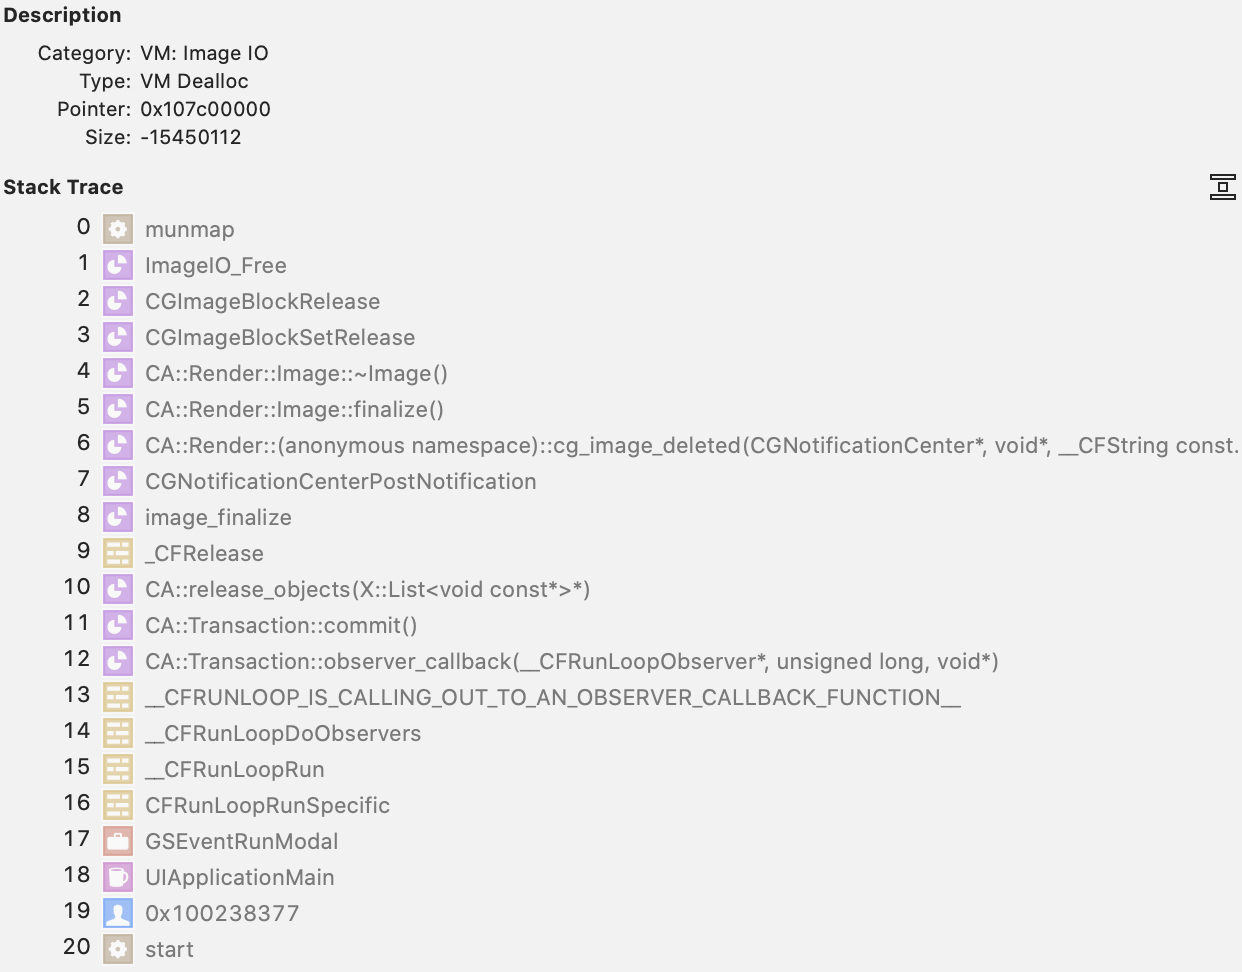 Description
Category: VM: Image IO
Type: VM Dealloc
Pointer: 0x107c00000
Size: -15450112
Stack Trace
0 munmap
1 ImageIO_Free
2 CGImageBlockRelease
3 CGImageBlockSetRelease
4 CA::Render::Image::~Image()
5 CA::Render::Image::finalize()
6 CA::Render::(anonymous namespace)::cg_image_deleted(CGNotificationCenter*, void*, __CFString const.
7 CGNotificationCenterPostNotification
8 image_finalize
9 _CFRelease
10 CA::release_objects(X::List<void const*>*)
11 CA::Transaction::commit()
12 CA::Transaction::observer_callback(__CFRunLoopObserver*, unsigned long, void*)
13 __CFRUNLOOP_IS_CALLING_OUT_TO_AN_OBSERVER_CALLBACK_FUNCTION__
14 __CFRunLoopDoObservers
15 __CFRunLoopRun
16 CFRunLoopRunSpecific
17 GSEventRunModal
18 UIApplicationMain
19 0x100238377
20 start